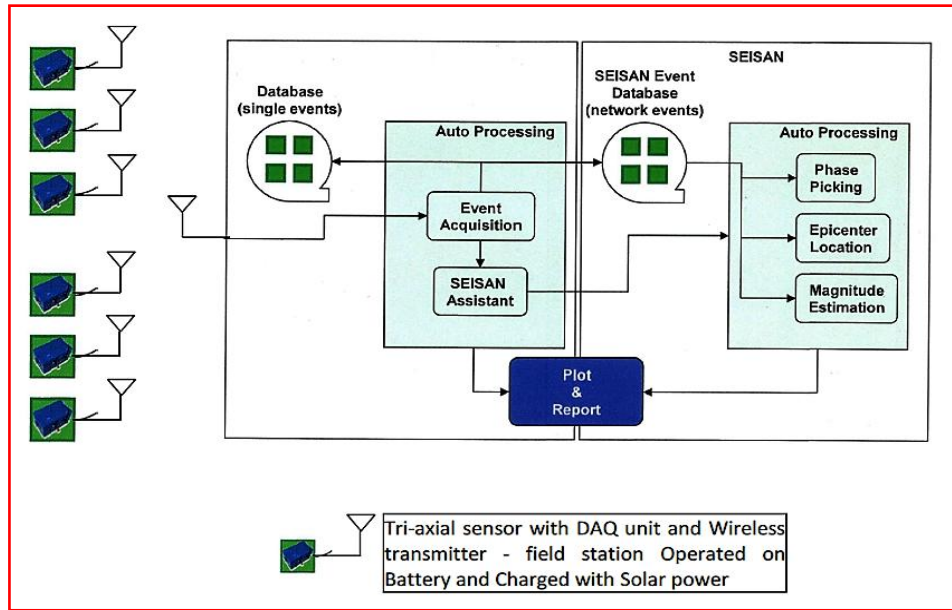 SEISAN
Database
(single events)
SEISAN Event
Database
(network events)
Auto Processing
Event
Acquisition
SEISAN
Assistant
Auto Processing
Phase
Picking
Epicenter
Location
Magnitude
Estimation
Plot
&
Report
Tri-axial sensor with DAQ unit and Wireless
transmitter - field station Operated on
Battery and Charged with Solar power